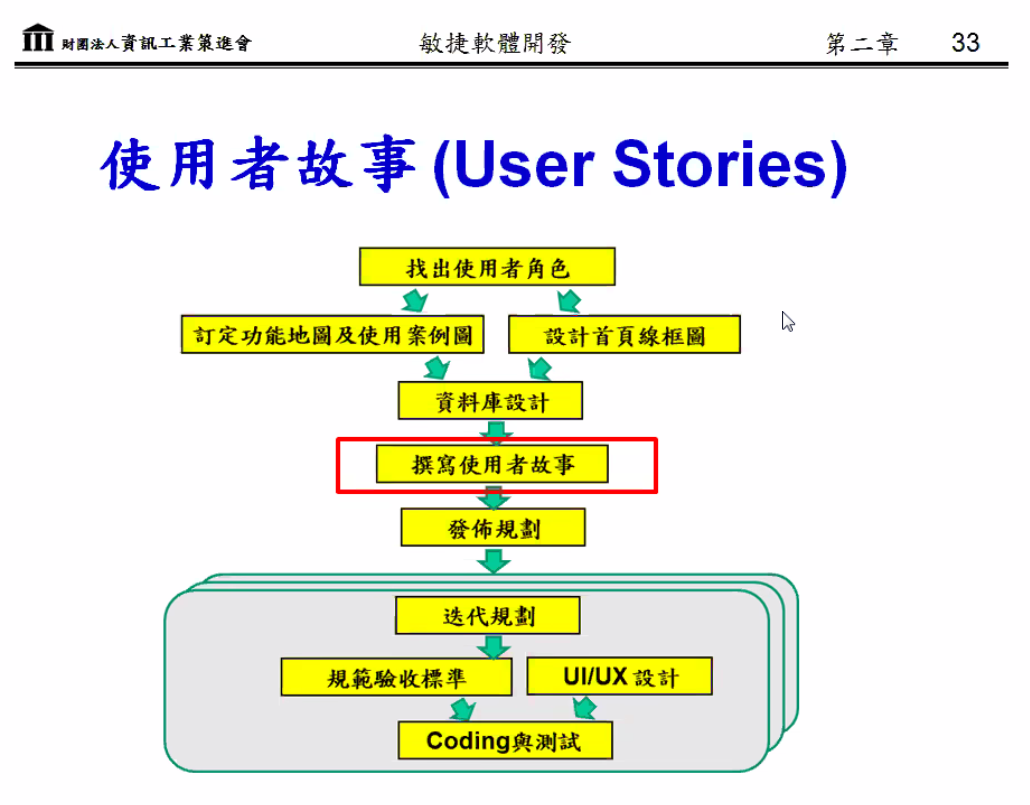 財團法人資訊工業策進會 敏捷軟體開發 第二章 33
使用者故事 (User Stories)
找出使用者角色
訂定功能地圖及使用案例圖 設計首頁線框圖
資料庫設計
撰寫使用者故事
發佈規劃
迭代規劃
規範驗收標準 UI/UX 設計
Coding與測試